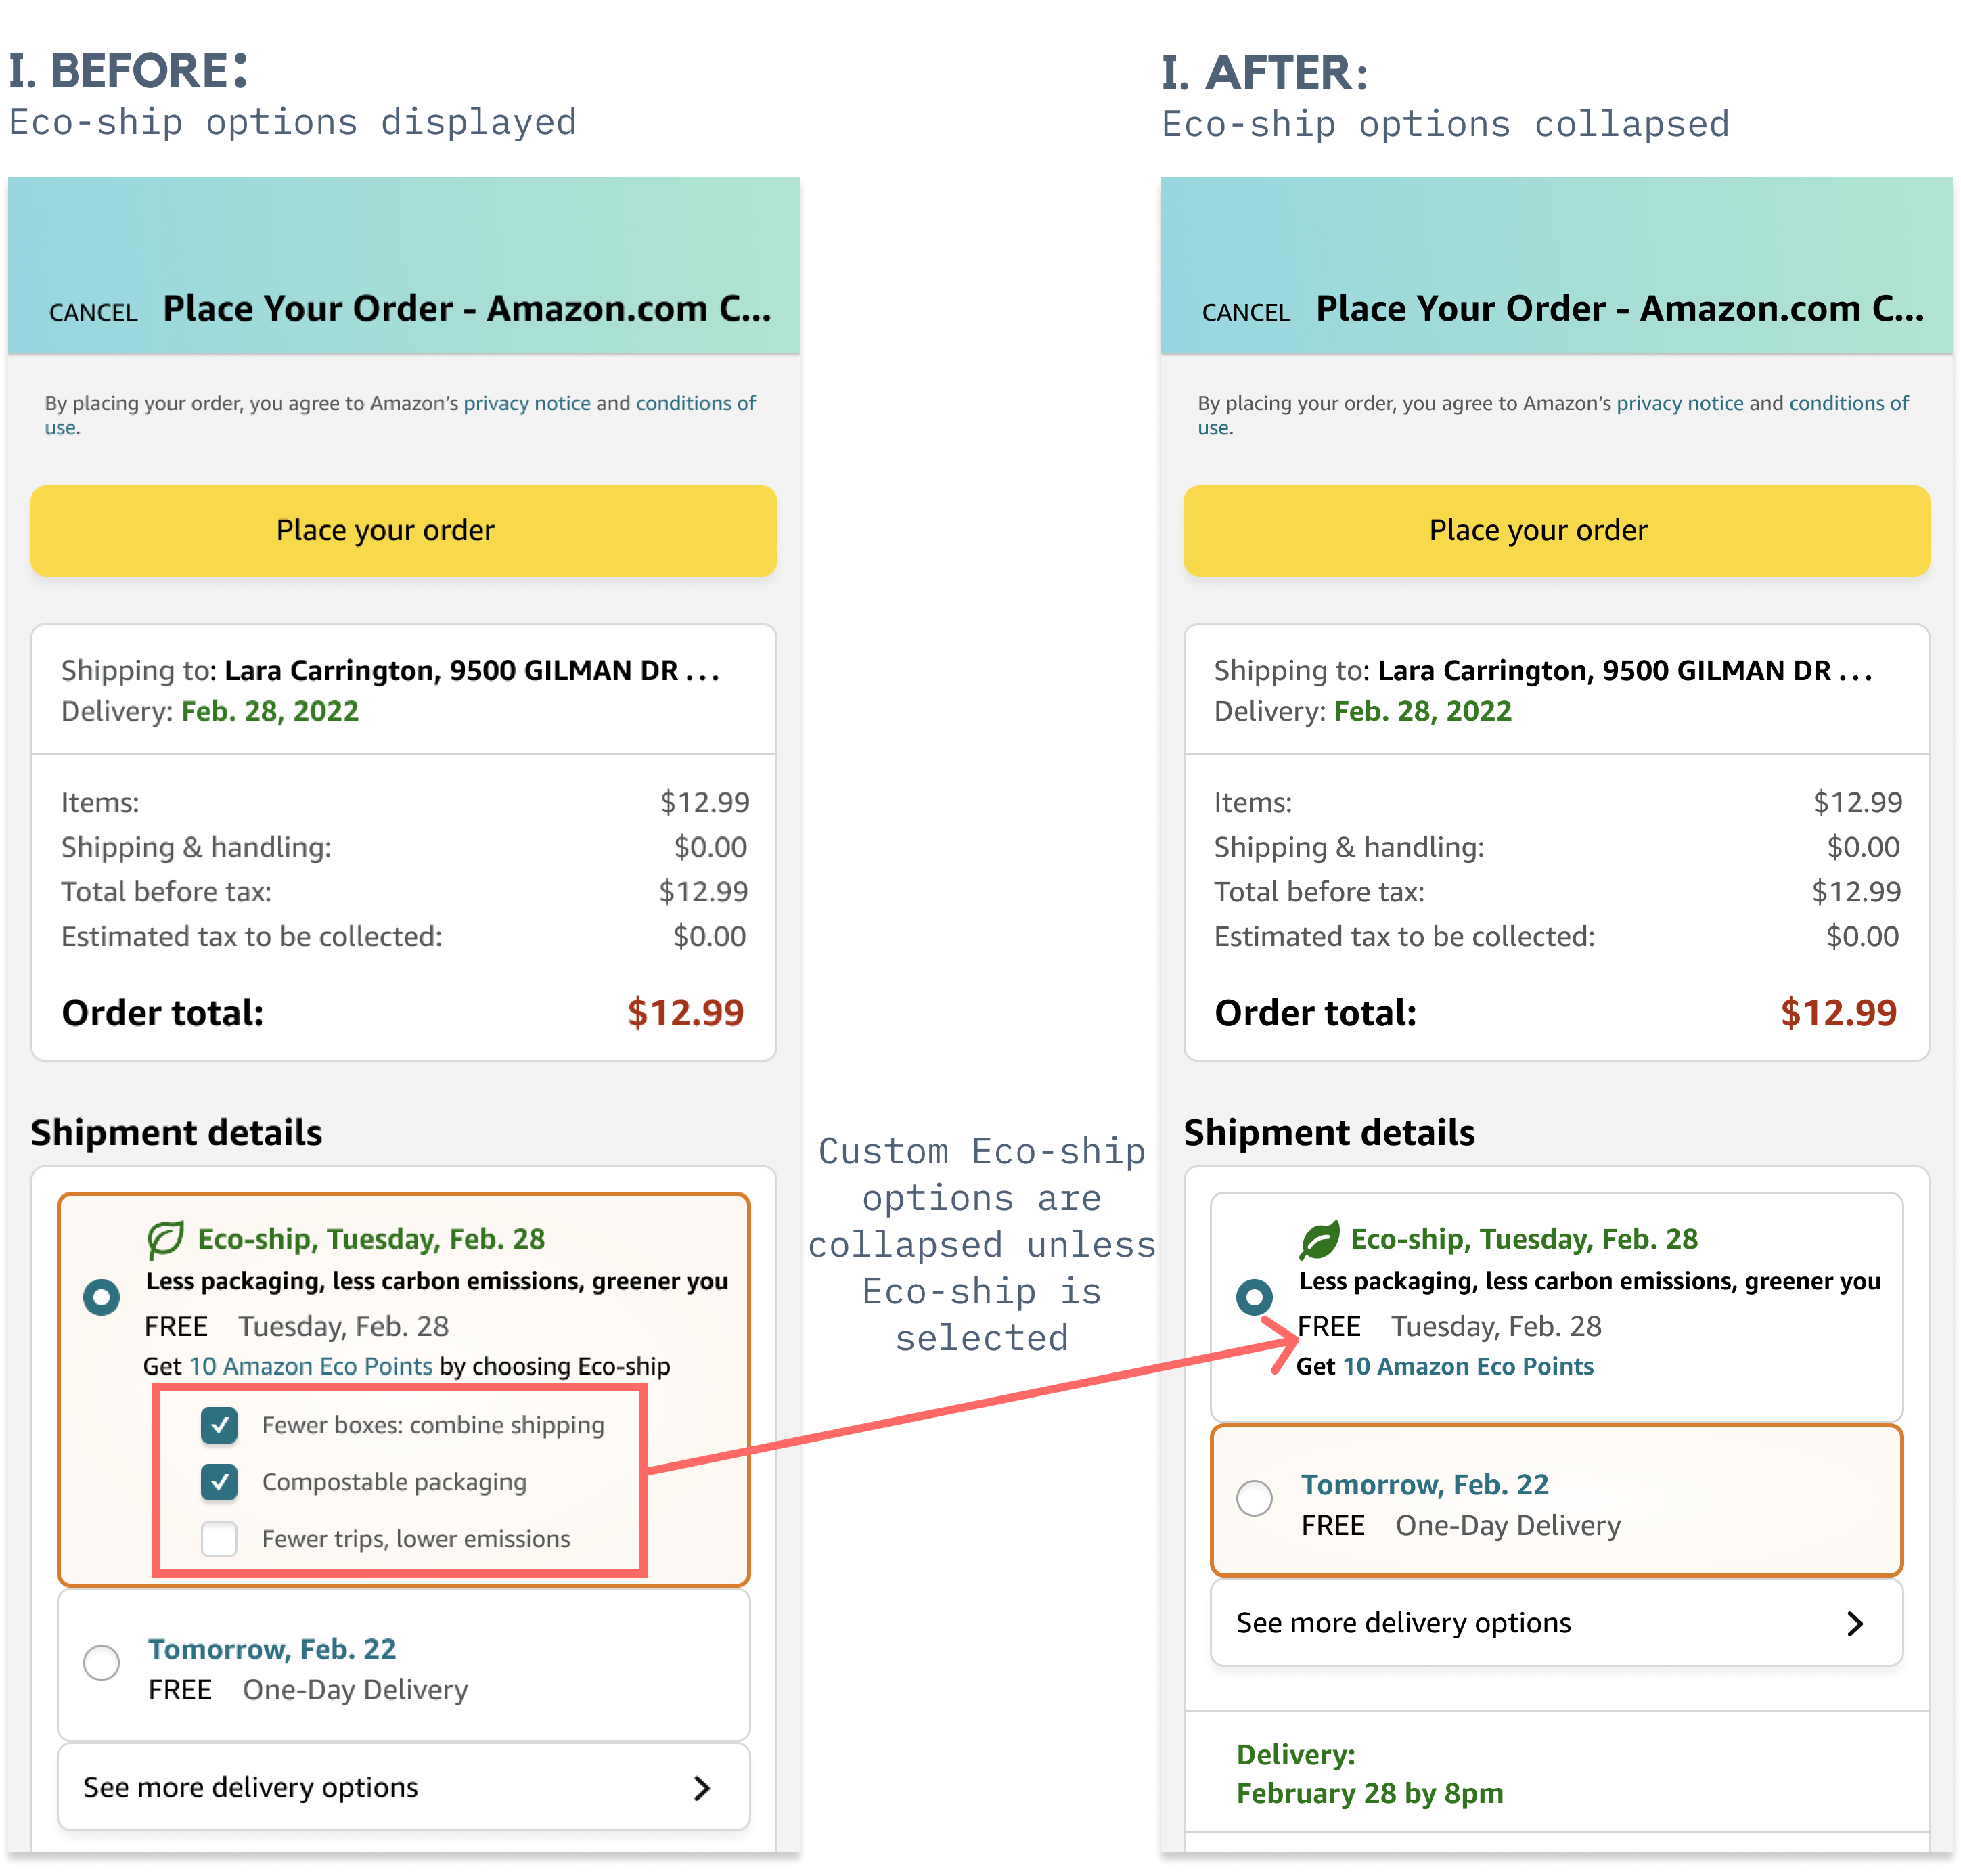 I. BEFORE:
Eco-ship options displayed
CANCEL Place Your Order - Amazon.com C...
By placing your order, you agree to Amazon’s privacy notice and conditions of
use.
Place your order
Shipping to: Lara Carrington, 9500 GILMAN DR ...
Delivery: Feb. 28, 2022
Items: $12.99
Shipping & handling: $0.00
Total before tax: $12.99
Estimated tax to be collected: $0.00
Order total: $12.99
Shipment details
Eco-ship, Tuesday, Feb. 28
Less packaging, less carbon emissions, greener you
FREE Tuesday, Feb. 28
Get 10 Amazon Eco Points by choosing Eco-ship
Fewer boxes: combine shipping
Compostable packaging
Fewer trips, lower emissions
Tomorrow, Feb. 22
FREE One-Day Delivery
See more delivery options
Custom Eco-ship
options are
collapsed unless
Eco-ship is
selected
I. AFTER:
Eco-ship options collapsed
CANCEL Place Your Order - Amazon.com C...
By placing your order, you agree to Amazon’s privacy notice and conditions of
use.
Place your order
Shipping to: Lara Carrington, 9500 GILMAN DR ...
Delivery: Feb. 28, 2022
Items: $12.99
Shipping & handling: $0.00
Total before tax: $12.99
Estimated tax to be collected: $0.00
Order total: $12.99
Shipment details
Eco-ship, Tuesday, Feb. 28
Less packaging, less carbon emissions, greener you
FREE Tuesday, Feb. 28
Get 10 Amazon Eco Points
Tomorrow, Feb. 22
FREE One-Day Delivery
See more delivery options
Delivery:
February 28 by 8pm